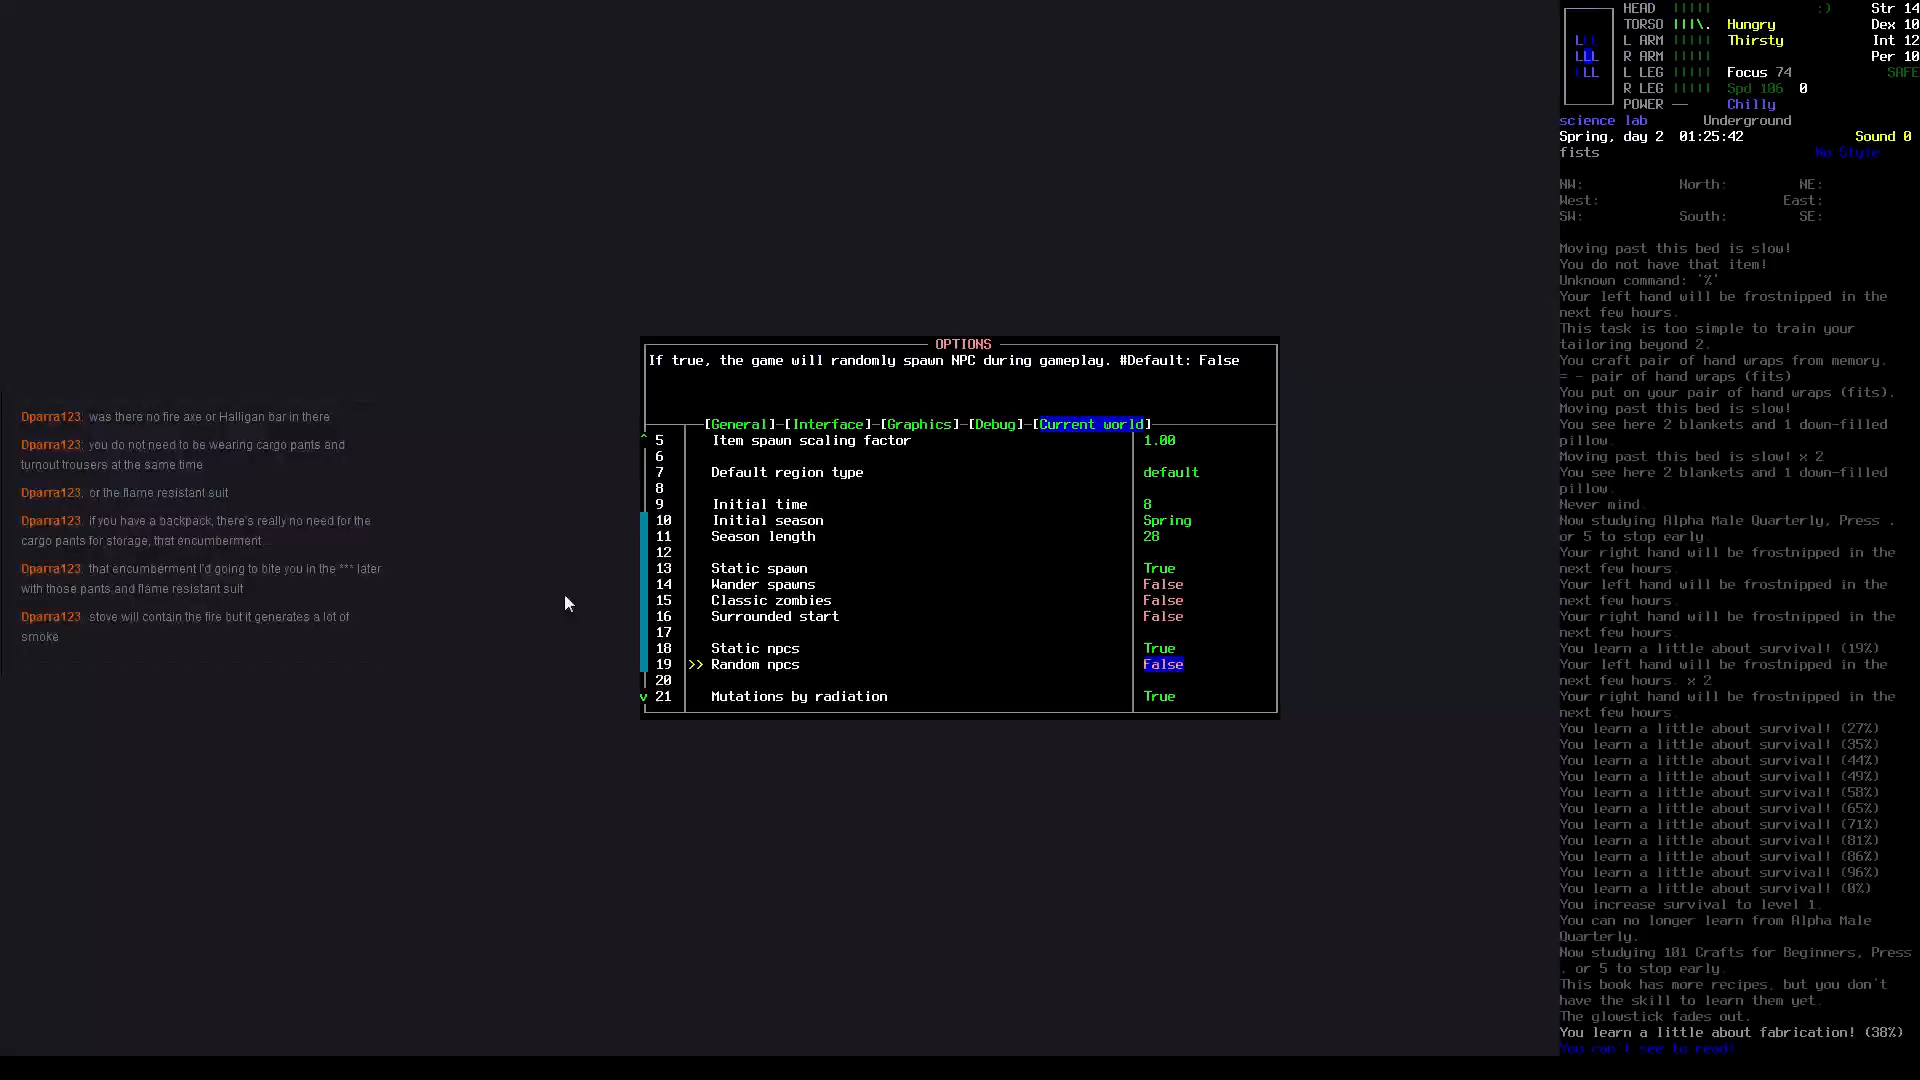 Dparra123: was there no fire axe or Halligan bar in there
Dparra123: you do not need to be wearing cargo pants and
turnout trousers at the same time
Dparra123: or the flame resistant suit
Dparra123: if you have a backpack, there's really no need for the
cargo pants for storage, that encumberment...
Dparra123: that encumberment I'd going to bite you in the *** later
with those pants and flame resistant suit
Dparra123: stove will contain the fire but it generates a lot of
smoke
OPTIONS
If true, the game will randomly spawn NPC during gameplay. #Default: False
[General]-[Interface]-[Graphics]-[Debug]-[Current world]
^ 5 Item spawn scaling factor 1.00
6
7 Default region type default
8
9 Initial time 8
10 Initial season Spring
11 Season length 28
12
13 Static spawn True
14 Wander spawns False
15 Classic zombies False
16 Surrounded start False
17
18 Static npcs True
19 >> Random npcs False
20
v 21 Mutations by radiation True
HEAD ||||| :) Str 14
TORSO |||\. Hungry Dex 10
L ARM ||||| Thirsty Int 12
R ARM ||||| Per 10
L LEG ||||| Focus 74 SAFE
R LEG ||||| Spd 106 0
POWER -- Chilly
science lab Underground
Spring, day 2 01:25:42 Sound 0
fists No Style
NW: North: NE:
West: East:
SW: South: SE:
Moving past this bed is slow!
You do not have that item!
Unknown command: '%'
Your left hand will be frostnipped in the
next few hours.
This task is too simple to train your
tailoring beyond 2.
You craft pair of hand wraps from memory.
= - pair of hand wraps (fits)
You put on your pair of hand wraps (fits).
Moving past this bed is slow!
You see here 2 blankets and 1 down-filled
pillow.
Moving past this bed is slow! x 2
You see here 2 blankets and 1 down-filled
pillow.
Never mind.
Now studying Alpha Male Quarterly, Press .
or 5 to stop early.
Your right hand will be frostnipped in the
next few hours.
Your left hand will be frostnipped in the
next few hours.
Your right hand will be frostnipped in the
next few hours.
You learn a little about survival! (19%)
Your left hand will be frostnipped in the
next few hours. x 2
Your right hand will be frostnipped in the
next few hours.
You learn a little about survival! (27%)
You learn a little about survival! (35%)
You learn a little about survival! (44%)
You learn a little about survival! (49%)
You learn a little about survival! (58%)
You learn a little about survival! (65%)
You learn a little about survival! (71%)
You learn a little about survival! (81%)
You learn a little about survival! (86%)
You learn a little about survival! (96%)
You learn a little about survival! (0%)
You increase survival to level 1.
You can no longer learn from Alpha Male
Quarterly.
Now studying 101 Crafts for Beginners, Press
. or 5 to stop early.
This book has more recipes, but you don't
have the skill to learn them yet.
The glowstick fades out.
You learn a little about fabrication! (38%)
You can't see to read!